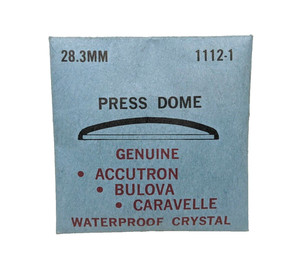 28.3MM 1112-1
PRESS DOME
GENUINE
• ACCUTRON
• BULOVA
• CARAVELLE
WATERPROOF CRYSTAL